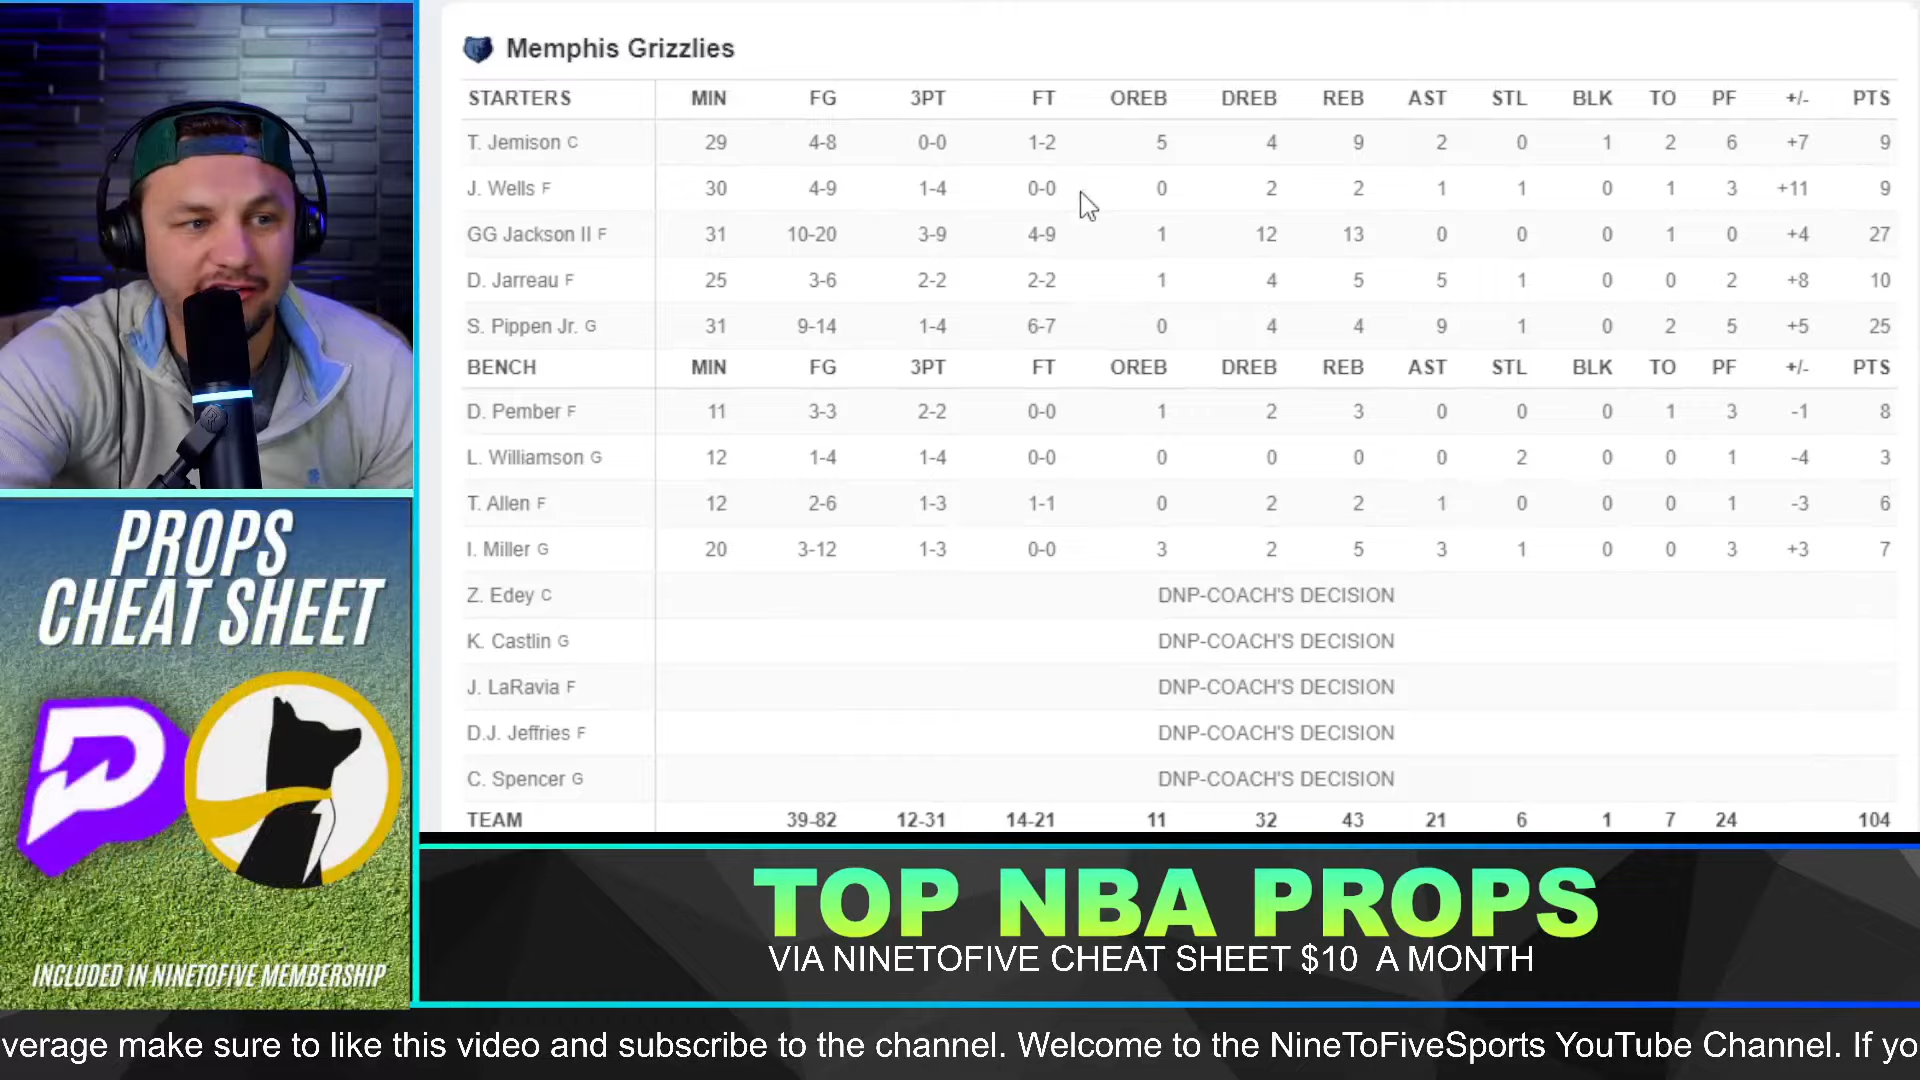 Memphis Grizzlies
STARTERS MIN FG 3PT FT OREB DREB REB AST STL BLK TO PF +/- PTS
T. Jemison C 29 4-8 0-0 1-2 5 4 9 2 0 1 2 6 +7 9
J. Wells F 30 4-9 1-4 0-0 0 2 2 1 1 0 1 3 +11 9
GG Jackson II F 31 10-20 3-9 4-9 1 12 13 0 0 0 1 0 +4 27
D. Jarreau F 25 3-6 2-2 2-2 1 4 5 5 1 0 0 2 +8 10
S. Pippen Jr. G 31 9-14 1-4 6-7 0 4 4 9 1 0 2 5 +5 25
BENCH MIN FG 3PT FT OREB DREB REB AST STL BLK TO PF +/- PTS
D. Pember F 11 3-3 2-2 0-0 1 2 3 0 0 0 1 3 -1 8
L. Williamson G 12 1-4 1-4 0-0 0 0 0 0 2 0 0 1 -4 3
T. Allen F 12 2-6 1-3 1-1 0 2 2 1 0 0 0 1 -3 6
I. Miller G 20 3-12 1-3 0-0 3 2 5 3 1 0 0 3 +3 7
Z. Edey C DNP-COACH'S DECISION
K. Castlin G DNP-COACH'S DECISION
J. LaRavia F DNP-COACH'S DECISION
D.J. Jeffries F DNP-COACH'S DECISION
C. Spencer G DNP-COACH'S DECISION
TEAM 39-82 12-31 14-21 11 32 43 21 6 1 7 24 104
PROPS
CHEAT SHEET
INCLUDED IN NINETOFIVE MEMBERSHIP
TOP NBA PROPS
VIA NINETOFIVE CHEAT SHEET $10 A MONTH
verage make sure to like this video and subscribe to the channel. Welcome to the NineToFiveSports YouTube Channel. If yo